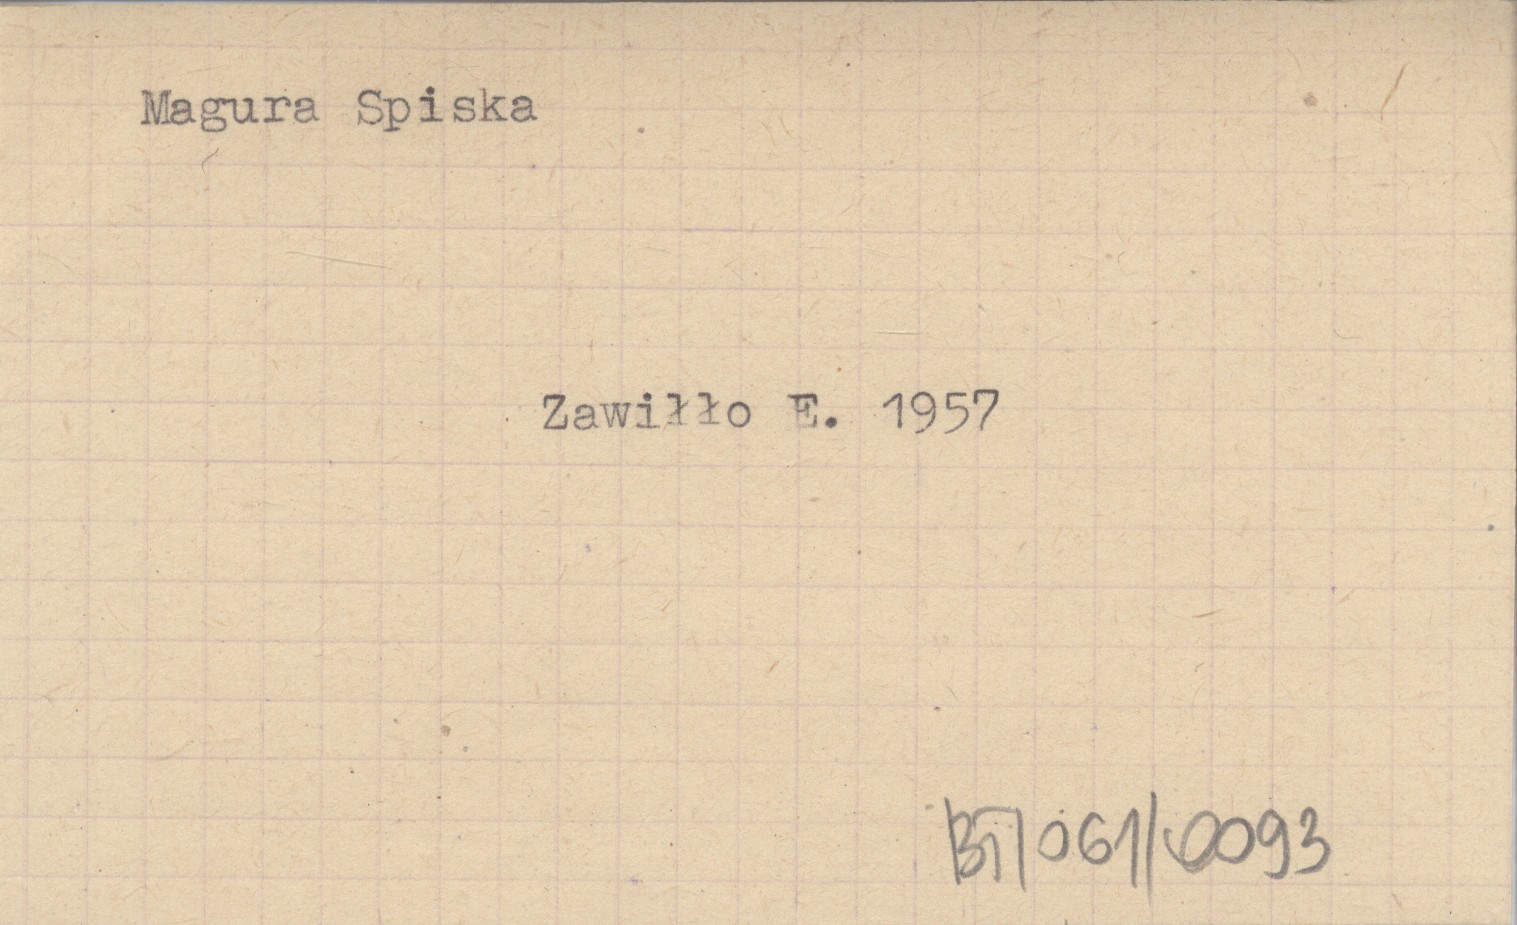 Magura Spiska
Zawiłło E. 1957
BT/061/0093